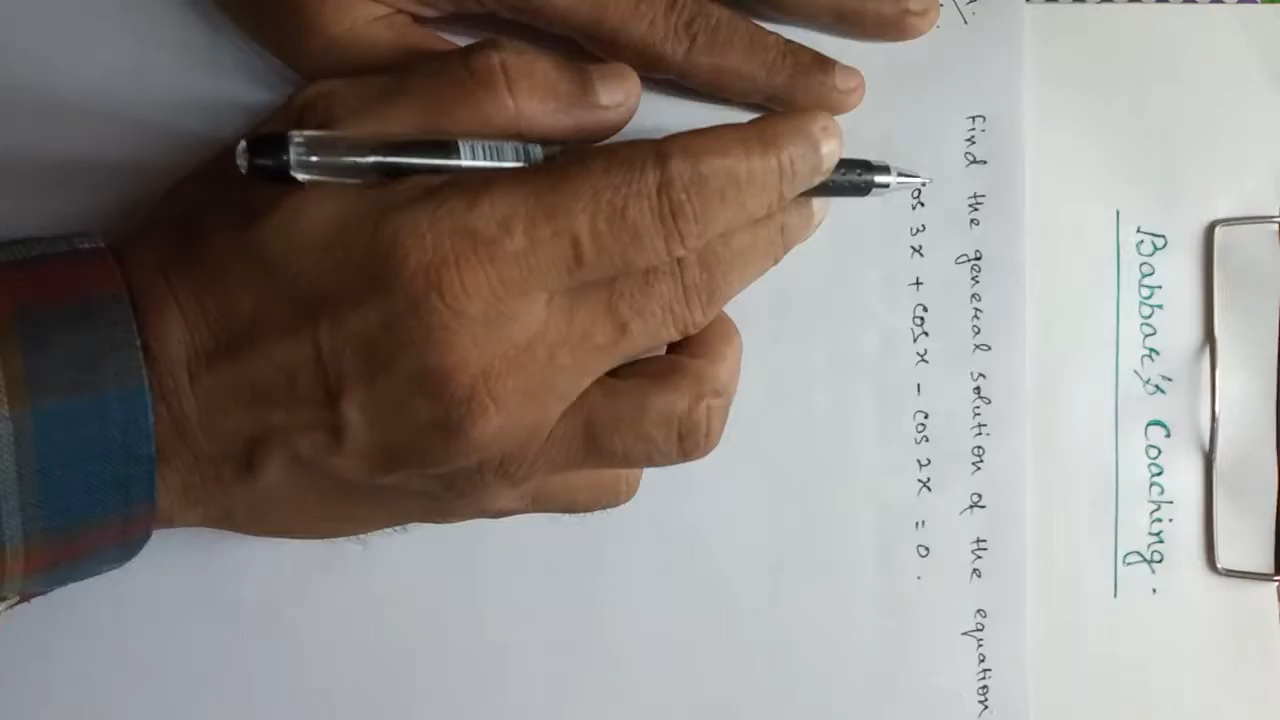 Babbar's Coaching.
Find the general solution of the equation
os 3x + cos x - cos 2x = 0.